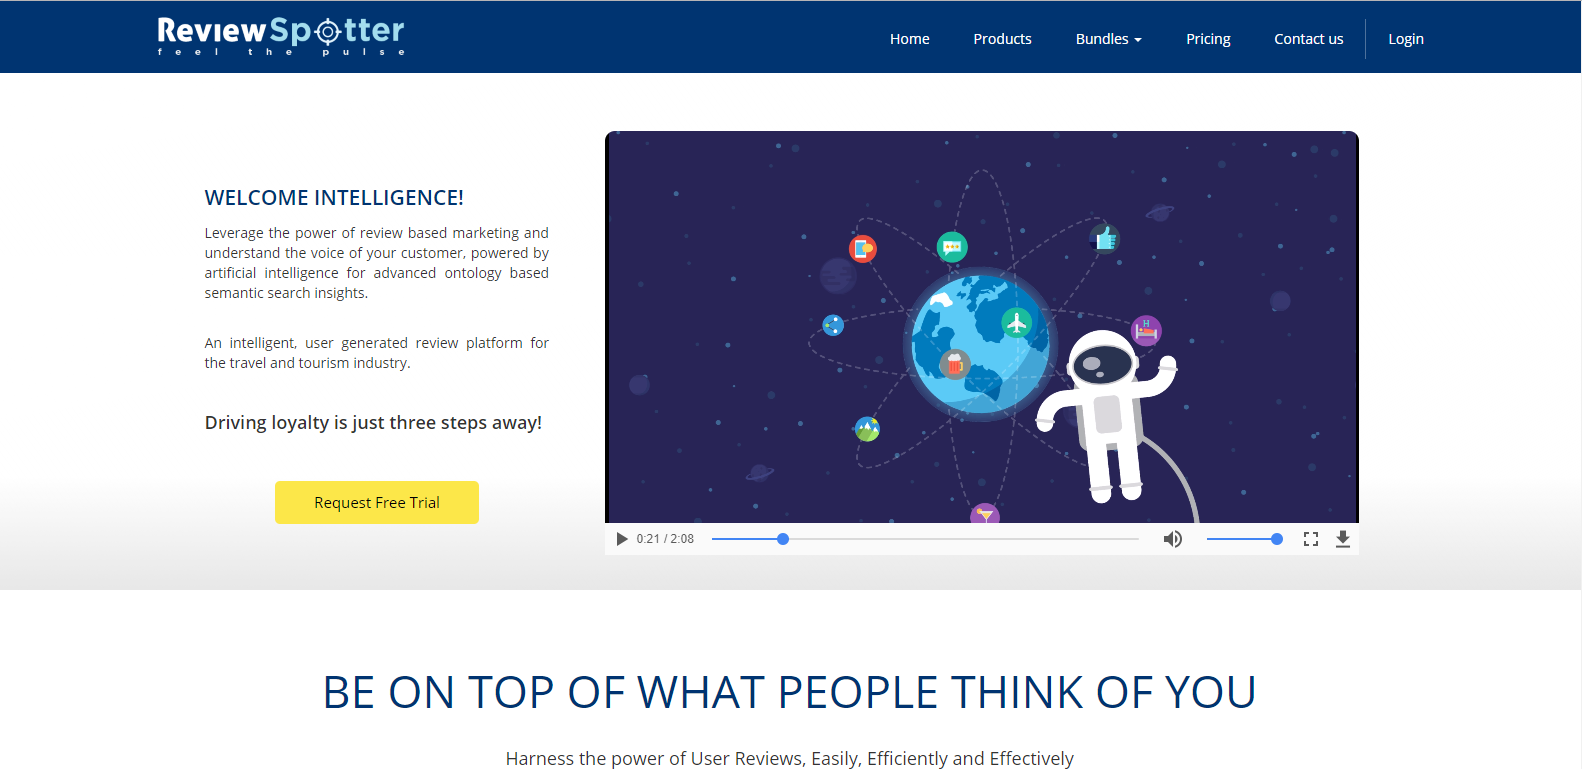 ReviewSpotter
feel the pulse
Home
Products
Bundles
Pricing
Contact us
Login
WELCOME INTELLIGENCE!
Leverage the power of review based marketing and
understand the voice of your customer, powered by
artificial intelligence for advanced ontology based
semantic search insights.
An intelligent, user generated review platform for
the travel and tourism industry.
Driving loyalty is just three steps away!
Request Free Trial
H
0:21 / 2:08
BE ON TOP OF WHAT PEOPLE THINK OF YOU
Harness the power of User Reviews, Easily, Efficiently and Effectively